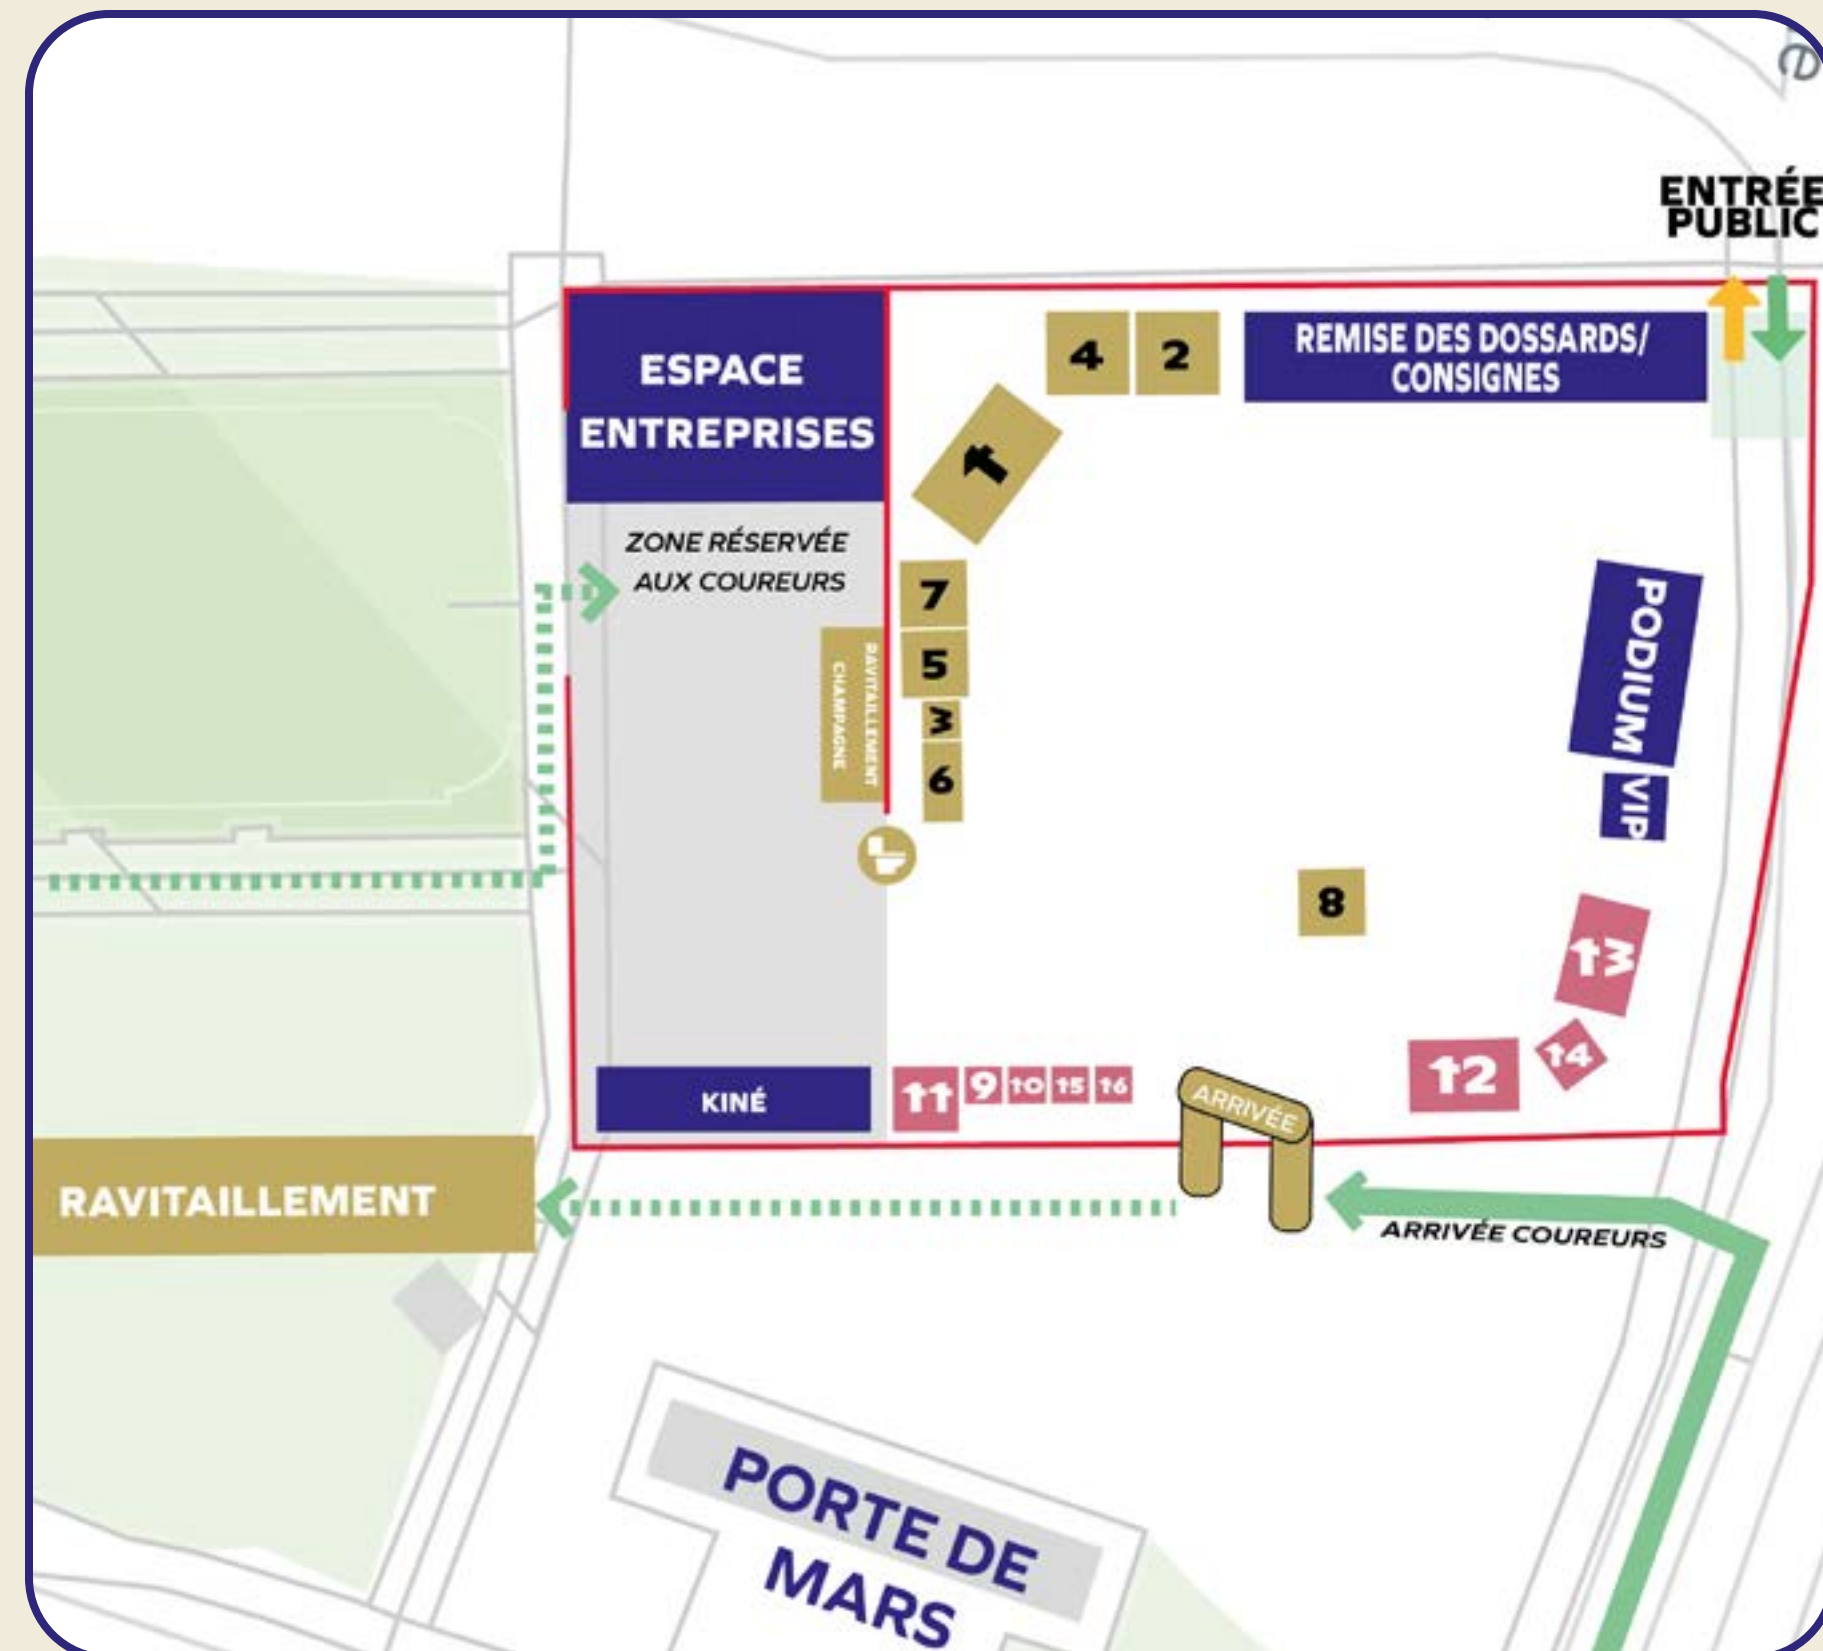 e
ENTRÉE
PUBLIC
ESPACE
ENTREPRISES
4
2
REMISE DES DOSSARDS/
CONSIGNES
1
ZONE RÉSERVÉE
AUX COUREURS
7
5
3
6
RAVITAILLEMENT
CHAMPAGNE
PODIUM
VIP
8
13
14
12
KINÉ
11
9
10
15
16
ARRIVÉE
RAVITAILLEMENT
ARRIVÉE COUREURS
PORTE DE
MARS